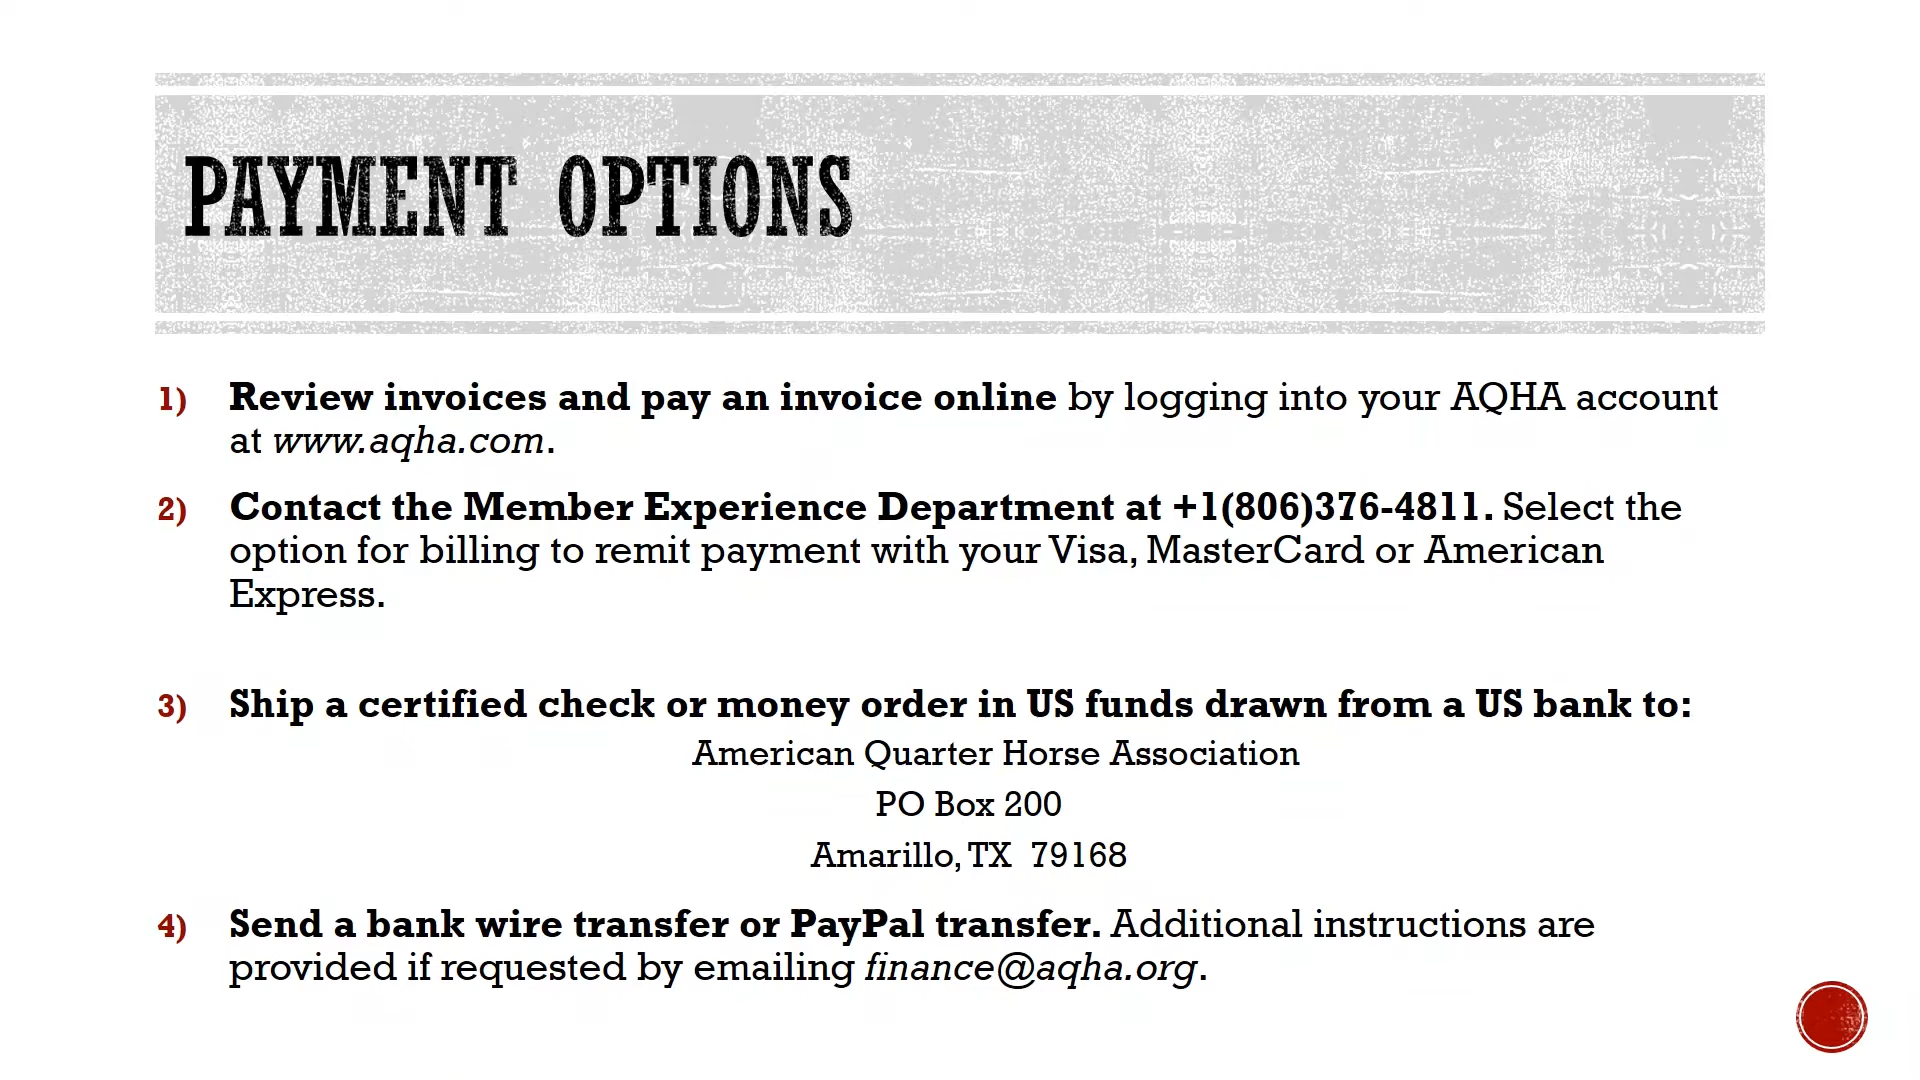 PAYMENT OPTIONS
1) Review invoices and pay an invoice online by logging into your AQHA account
at www.aqha.com.
2) Contact the Member Experience Department at +1(806)376-4811. Select the
option for billing to remit payment with your Visa, MasterCard or American
Express.
3) Ship a certified check or money order in US funds drawn from a US bank to:
American Quarter Horse Association
PO Box 200
Amarillo, TX  79168
4) Send a bank wire transfer or PayPal transfer. Additional instructions are
provided if requested by emailing finance@aqha.org.